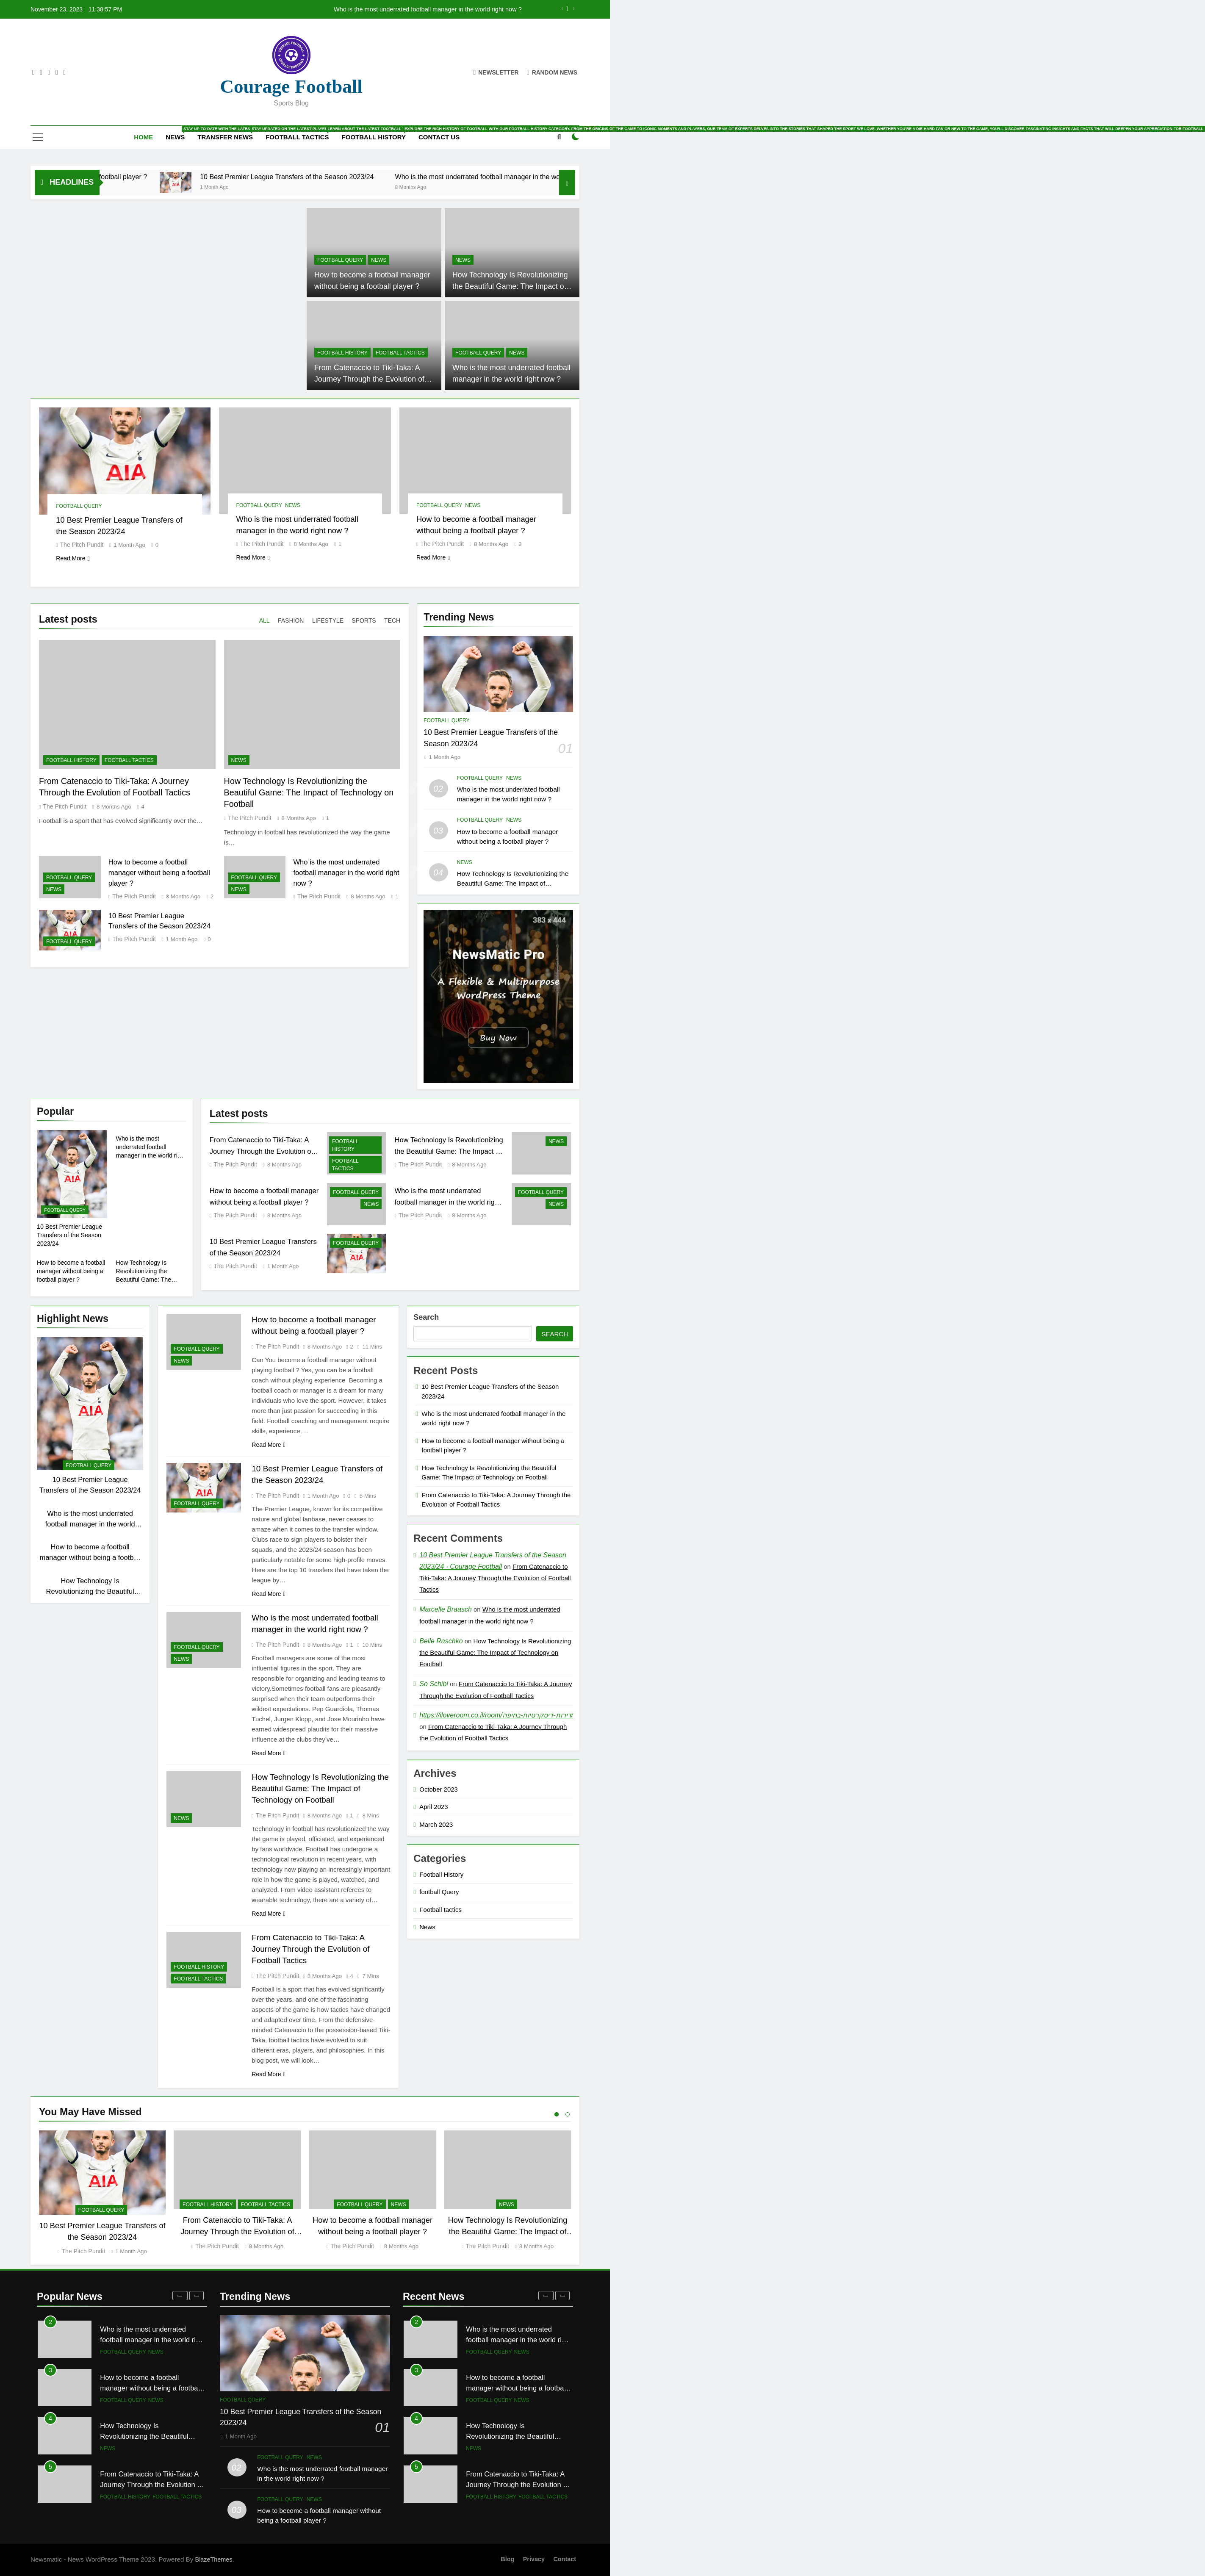 November 23, 2023 11:38:57 PM
Who is the most underrated football manager in the world right now ?
COURAGE FOOTBALL
Courage Football
Sports Blog
NEWSLETTER
RANDOM NEWS
HOME
NEWS
TRANSFER NEWS
FOOTBALL TACTICS
FOOTBALL HISTORY
CONTACT US
STAY UP-TO-DATE WITH THE LATES
STAY UPDATED ON THE LATEST PLAYER
LEARN ABOUT THE LATEST FOOTBALL
EXPLORE THE RICH HISTORY OF FOOTBALL WITH OUR FOOTBALL HISTORY CATEGORY. FROM THE ORIGINS OF THE GAME TO ICONIC MOMENTS AND PLAYERS, OUR TEAM OF EXPERTS DELVES INTO THE STORIES THAT SHAPED THE SPORT WE LOVE. WHETHER YOU'RE A DIE-HARD FAN OR NEW TO THE GAME, YOU'LL DISCOVER FASCINATING INSIGHTS AND FACTS THAT WILL DEEPEN YOUR APPRECIATION FOR FOOTBALL
HEADLINES
football player ?
10 Best Premier League Transfers of the Season 2023/24
1 Month Ago
Who is the most underrated football manager in the wo
8 Months Ago
FOOTBALL QUERY NEWS
How to become a football manager
without being a football player ?
NEWS
How Technology Is Revolutionizing
the Beautiful Game: The Impact o…
FOOTBALL HISTORY FOOTBALL TACTICS
From Catenaccio to Tiki-Taka: A
Journey Through the Evolution of…
FOOTBALL QUERY NEWS
Who is the most underrated football
manager in the world right now ?
AIA
FOOTBALL QUERY
10 Best Premier League Transfers of
the Season 2023/24
The Pitch Pundit 1 Month Ago 0
Read More
FOOTBALL QUERY NEWS
Who is the most underrated football
manager in the world right now ?
The Pitch Pundit 8 Months Ago 1
Read More
FOOTBALL QUERY NEWS
How to become a football manager
without being a football player ?
The Pitch Pundit 8 Months Ago 2
Read More
Latest posts
ALL FASHION LIFESTYLE SPORTS TECH
FOOTBALL HISTORY FOOTBALL TACTICS
From Catenaccio to Tiki-Taka: A Journey
Through the Evolution of Football Tactics
The Pitch Pundit 8 Months Ago 4
Football is a sport that has evolved significantly over the…
NEWS
How Technology Is Revolutionizing the
Beautiful Game: The Impact of Technology on
Football
The Pitch Pundit 8 Months Ago 1
Technology in football has revolutionized the way the game
is…
FOOTBALL QUERY
NEWS
How to become a football
manager without being a football
player ?
The Pitch Pundit 8 Months Ago 2
FOOTBALL QUERY
NEWS
Who is the most underrated
football manager in the world right
now ?
The Pitch Pundit 8 Months Ago 1
FOOTBALL QUERY
10 Best Premier League
Transfers of the Season 2023/24
The Pitch Pundit 1 Month Ago 0
Trending News
FOOTBALL QUERY
10 Best Premier League Transfers of the
Season 2023/24
01
1 Month Ago
02
FOOTBALL QUERY NEWS
Who is the most underrated football
manager in the world right now ?
03
FOOTBALL QUERY NEWS
How to become a football manager
without being a football player ?
04
NEWS
How Technology Is Revolutionizing the
Beautiful Game: The Impact of…
383 x 444
NewsMatic Pro
A Flexible & Multipurpose
WordPress Theme
Buy Now
Popular
AIA
FOOTBALL QUERY
10 Best Premier League
Transfers of the Season
2023/24
Who is the most
underrated football
manager in the world ri…
How to become a football
manager without being a
football player ?
How Technology Is
Revolutionizing the
Beautiful Game: The…
Latest posts
From Catenaccio to Tiki-Taka: A
Journey Through the Evolution o…
The Pitch Pundit 8 Months Ago
FOOTBALL
HISTORY
FOOTBALL
TACTICS
How Technology Is Revolutionizing
the Beautiful Game: The Impact …
The Pitch Pundit 8 Months Ago
NEWS
How to become a football manager
without being a football player ?
The Pitch Pundit 8 Months Ago
FOOTBALL QUERY
NEWS
Who is the most underrated
football manager in the world rig…
The Pitch Pundit 8 Months Ago
FOOTBALL QUERY
NEWS
10 Best Premier League Transfers
of the Season 2023/24
The Pitch Pundit 1 Month Ago
FOOTBALL QUERY
Highlight News
AIA
FOOTBALL QUERY
10 Best Premier League
Transfers of the Season 2023/24
Who is the most underrated
football manager in the world…
How to become a football
manager without being a footb…
How Technology Is
Revolutionizing the Beautiful…
FOOTBALL QUERY
NEWS
How to become a football manager
without being a football player ?
The Pitch Pundit 8 Months Ago 2 11 Mins
Can You become a football manager without
playing football ? Yes, you can be a football
coach without playing experience Becoming a
football coach or manager is a dream for many
individuals who love the sport. However, it takes
more than just passion for succeeding in this
field. Football coaching and management require
skills, experience,…
Read More
FOOTBALL QUERY
10 Best Premier League Transfers of
the Season 2023/24
The Pitch Pundit 1 Month Ago 0 5 Mins
The Premier League, known for its competitive
nature and global fanbase, never ceases to
amaze when it comes to the transfer window.
Clubs race to sign players to bolster their
squads, and the 2023/24 season has been
particularly notable for some high-profile moves.
Here are the top 10 transfers that have taken the
league by…
Read More
FOOTBALL QUERY
NEWS
Who is the most underrated football
manager in the world right now ?
The Pitch Pundit 8 Months Ago 1 10 Mins
Football managers are some of the most
influential figures in the sport. They are
responsible for organizing and leading teams to
victory.Sometimes football fans are pleasantly
surprised when their team outperforms their
wildest expectations. Pep Guardiola, Thomas
Tuchel, Jurgen Klopp, and Jose Mourinho have
earned widespread plaudits for their massive
influence at the clubs they've…
Read More
NEWS
How Technology Is Revolutionizing the
Beautiful Game: The Impact of
Technology on Football
The Pitch Pundit 8 Months Ago 1 8 Mins
Technology in football has revolutionized the way
the game is played, officiated, and experienced
by fans worldwide. Football has undergone a
technological revolution in recent years, with
technology now playing an increasingly important
role in how the game is played, watched, and
analyzed. From video assistant referees to
wearable technology, there are a variety of…
Read More
FOOTBALL HISTORY
FOOTBALL TACTICS
From Catenaccio to Tiki-Taka: A
Journey Through the Evolution of
Football Tactics
The Pitch Pundit 8 Months Ago 4 7 Mins
Football is a sport that has evolved significantly
over the years, and one of the fascinating
aspects of the game is how tactics have changed
and adapted over time. From the defensive-
minded Catenaccio to the possession-based Tiki-
Taka, football tactics have evolved to suit
different eras, players, and philosophies. In this
blog post, we will look…
Read More
Search
SEARCH
Recent Posts
10 Best Premier League Transfers of the Season
2023/24
Who is the most underrated football manager in the
world right now ?
How to become a football manager without being a
football player ?
How Technology Is Revolutionizing the Beautiful
Game: The Impact of Technology on Football
From Catenaccio to Tiki-Taka: A Journey Through the
Evolution of Football Tactics
Recent Comments
10 Best Premier League Transfers of the Season
2023/24 - Courage Football on From Catenaccio to
Tiki-Taka: A Journey Through the Evolution of Football
Tactics
Marcelle Braasch on Who is the most underrated
football manager in the world right now ?
Belle Raschko on How Technology Is Revolutionizing
the Beautiful Game: The Impact of Technology on
Football
So Schibi on From Catenaccio to Tiki-Taka: A Journey
Through the Evolution of Football Tactics
https://iloveroom.co.il/room/דירות-דיסקרטיות-בחיפה/
on From Catenaccio to Tiki-Taka: A Journey Through
the Evolution of Football Tactics
Archives
October 2023
April 2023
March 2023
Categories
Football History
football Query
Football tactics
News
You May Have Missed
AIA
FOOTBALL QUERY
10 Best Premier League Transfers of
the Season 2023/24
The Pitch Pundit 1 Month Ago
FOOTBALL HISTORY FOOTBALL TACTICS
From Catenaccio to Tiki-Taka: A
Journey Through the Evolution of…
The Pitch Pundit 8 Months Ago
FOOTBALL QUERY NEWS
How to become a football manager
without being a football player ?
The Pitch Pundit 8 Months Ago
NEWS
How Technology Is Revolutionizing
the Beautiful Game: The Impact of…
The Pitch Pundit 8 Months Ago
Popular News
2
Who is the most underrated
football manager in the world ri…
FOOTBALL QUERY NEWS
3
How to become a football
manager without being a footba…
FOOTBALL QUERY NEWS
4
How Technology Is
Revolutionizing the Beautiful…
NEWS
5
From Catenaccio to Tiki-Taka: A
Journey Through the Evolution …
FOOTBALL HISTORY FOOTBALL TACTICS
Trending News
FOOTBALL QUERY
10 Best Premier League Transfers of the Season
2023/24
01
1 Month Ago
02
FOOTBALL QUERY NEWS
Who is the most underrated football manager
in the world right now ?
03
FOOTBALL QUERY NEWS
How to become a football manager without
being a football player ?
Recent News
2
Who is the most underrated
football manager in the world ri…
FOOTBALL QUERY NEWS
3
How to become a football
manager without being a footba…
FOOTBALL QUERY NEWS
4
How Technology Is
Revolutionizing the Beautiful…
NEWS
5
From Catenaccio to Tiki-Taka: A
Journey Through the Evolution …
FOOTBALL HISTORY FOOTBALL TACTICS
Newsmatic - News WordPress Theme 2023. Powered By BlazeThemes.
Blog Privacy Contact